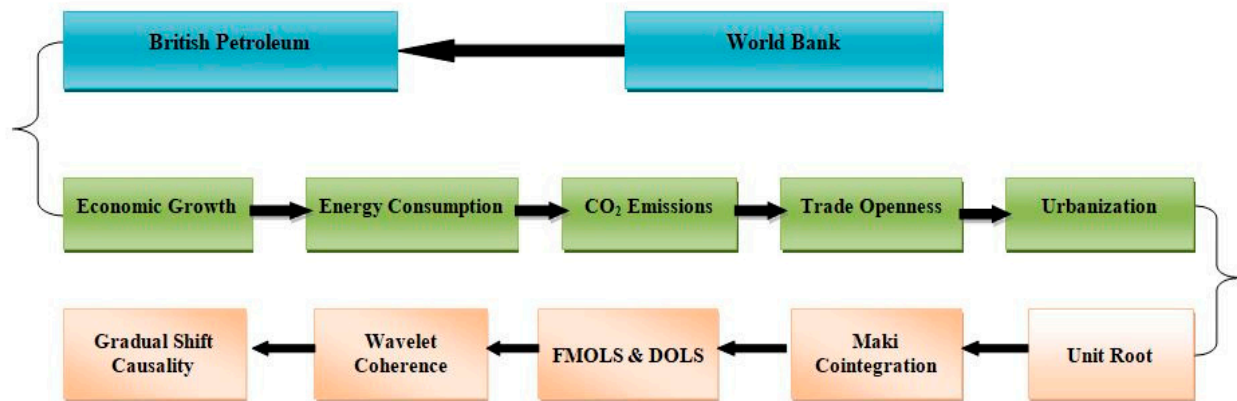 British Petroleum
World Bank
Economic Growth
Energy Consumption
CO₂ Emissions
Trade Openness
Urbanization
Gradual Shift
Causality
Wavelet
Coherence
FMOLS & DOLS
Maki
Cointegration
Unit Root